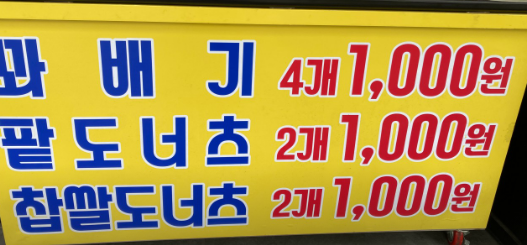 꽈배기 4개 1,000원
팥도너츠 2개 1,000원
찹쌀도너츠 2개 1,000원